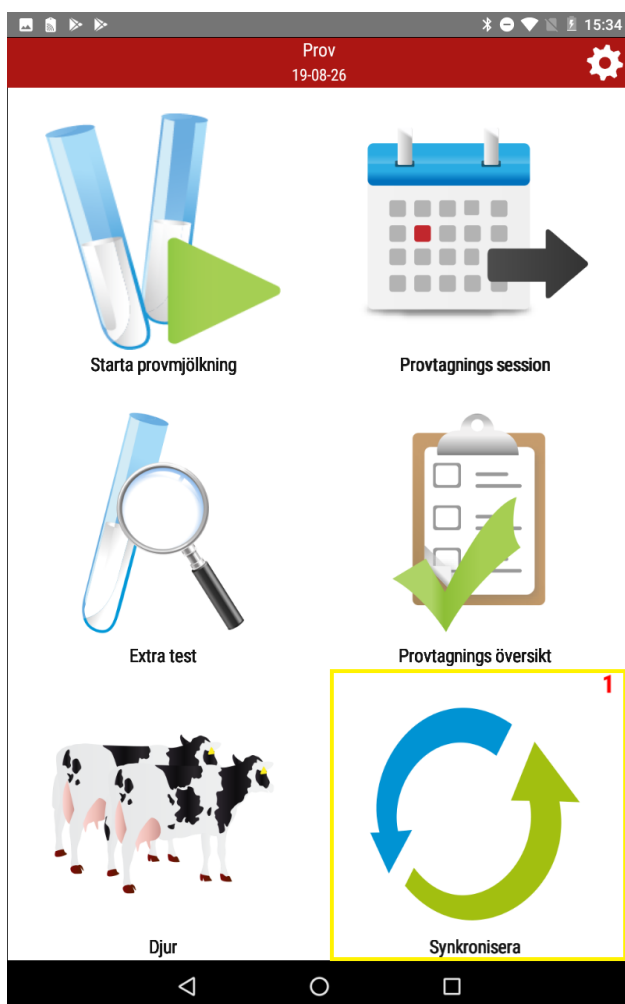 15:34
Prov
19-08-26
Starta provmjölkning
Provtagnings session
Extra test
Provtagnings översikt
1
Djur
Synkronisera